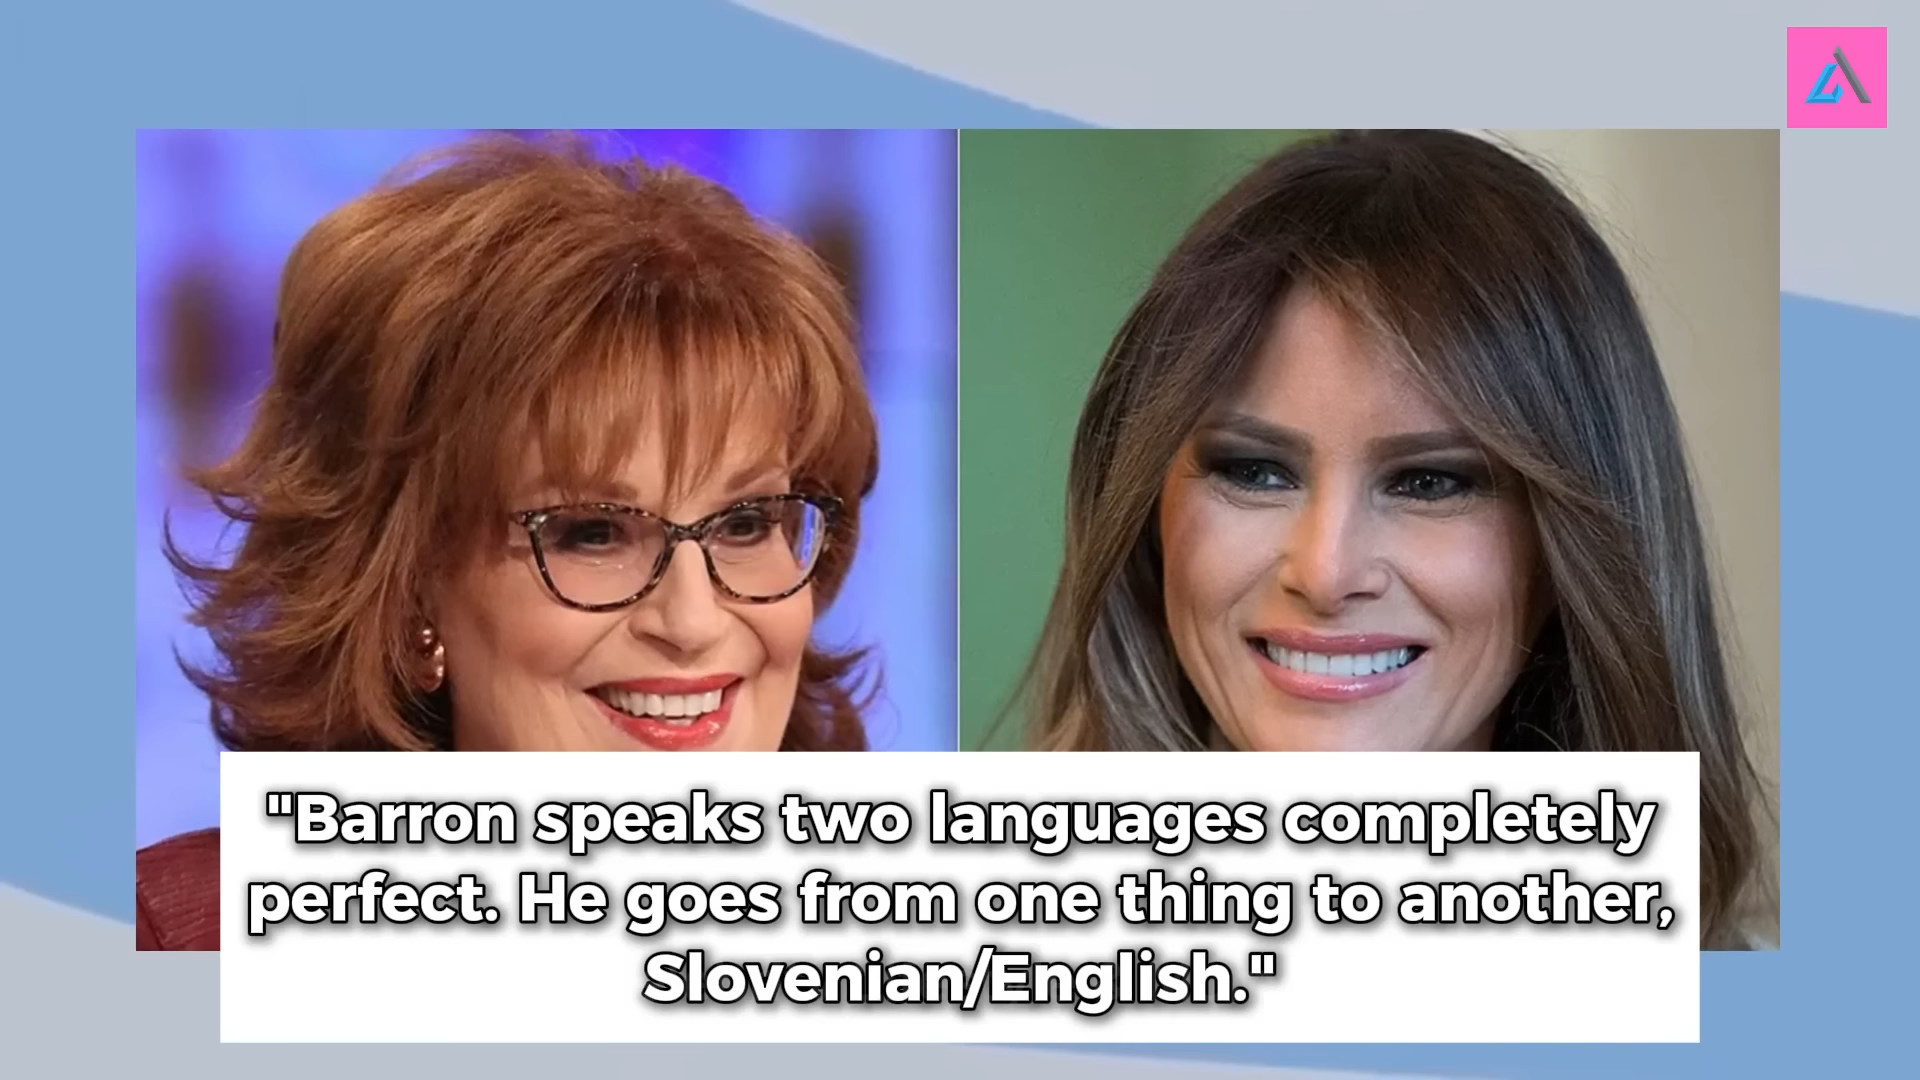 "Barron speaks two languages completely
perfect. He goes from one thing to another,
Slovenian/English."